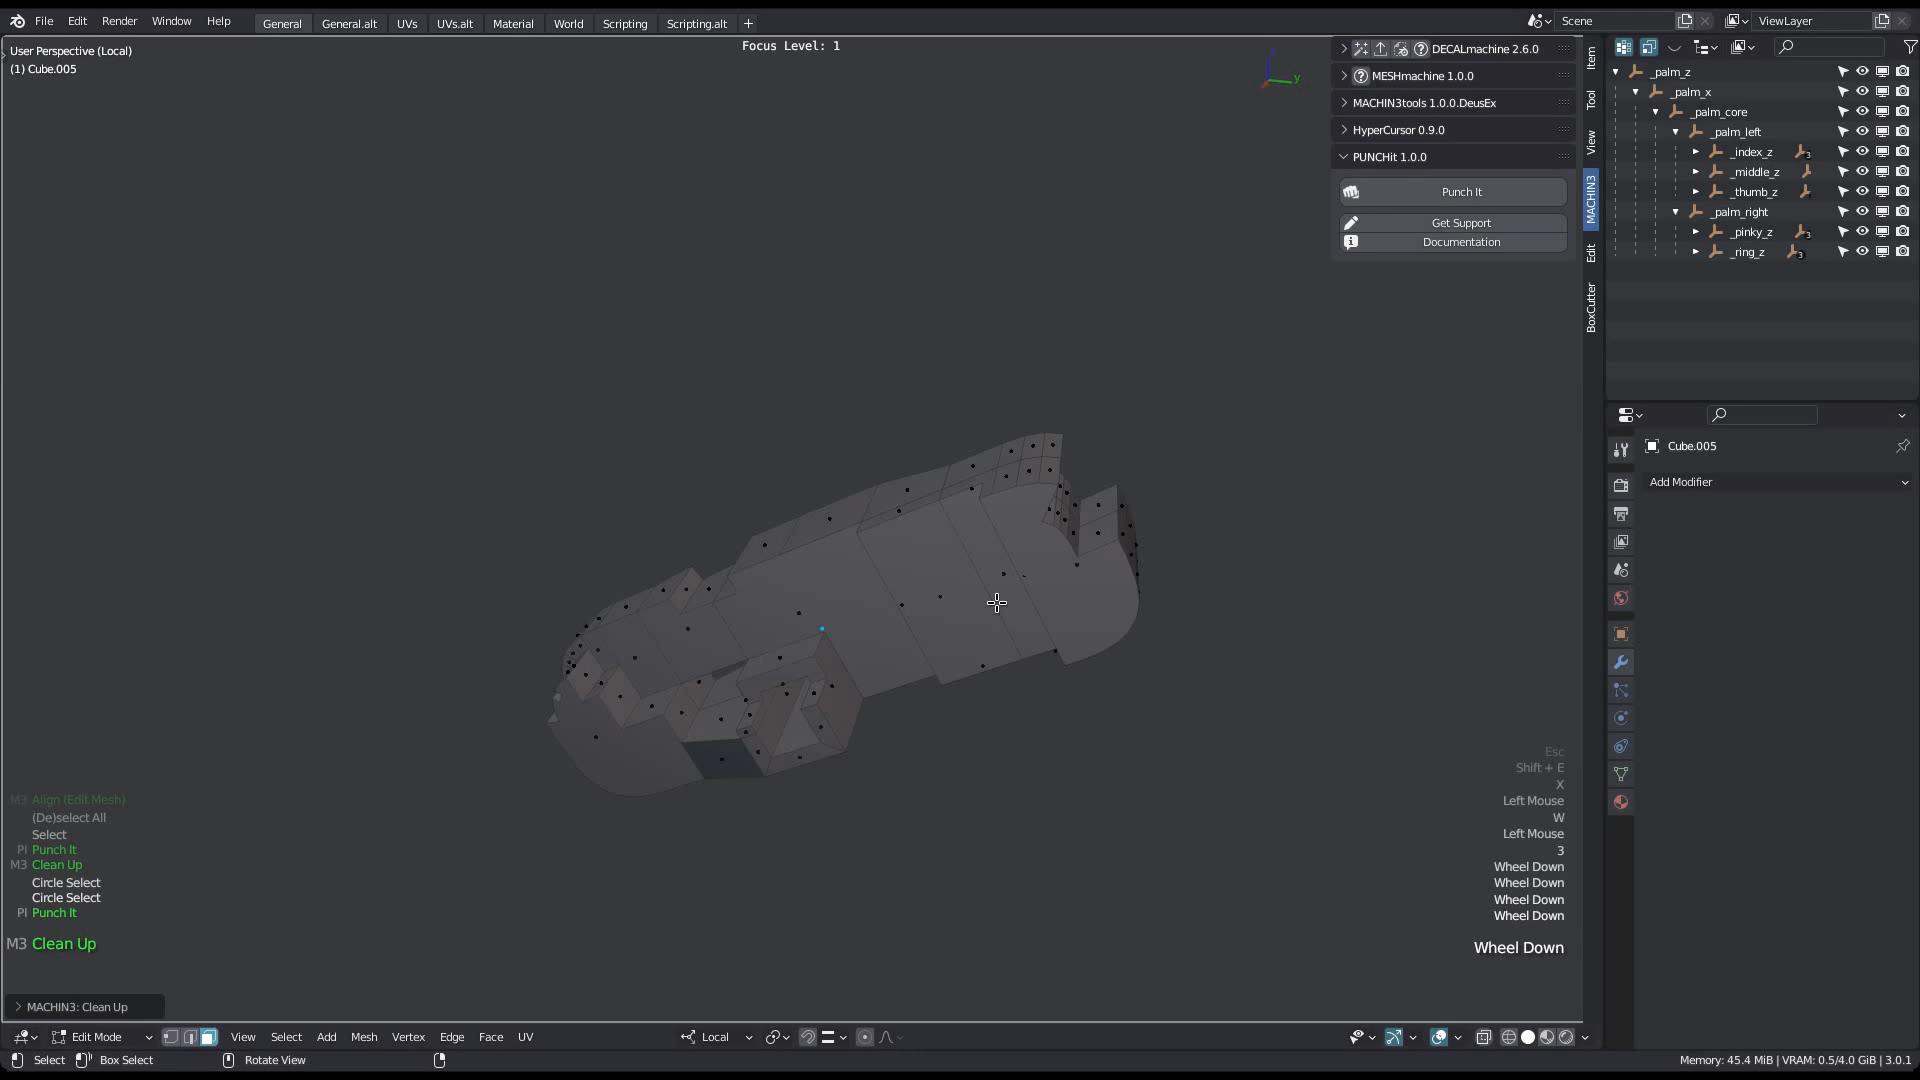 File Edit Render Window Help General General.alt UVs UVs.alt Material World Scripting Scripting.alt + Scene ViewLayer
User Perspective (Local)
(1) Cube.005
Focus Level: 1
y
DECALmachine 2.6.0
MESHmachine 1.0.0
MACHIN3tools 1.0.0.DeusEx
HyperCursor 0.9.0
PUNCHit 1.0.0
Punch It
Get Support
Documentation
Item
Tool
View
MACHIN3
Edit
BoxCutter
_palm_z
_palm_x
_palm_core
_palm_left
_index_z 3
_middle_z
_thumb_z
_palm_right
_pinky_z 3
_ring_z 3
Cube.005
Add Modifier
M3 Align (Edit Mesh)
(De)select All
Select
PI Punch It
M3 Clean Up
Circle Select
Circle Select
PI Punch It
M3 Clean Up
Esc
Shift + E
X
Left Mouse
W
Left Mouse
3
Wheel Down
Wheel Down
Wheel Down
Wheel Down
Wheel Down
MACHIN3: Clean Up
Edit Mode View Select Add Mesh Vertex Edge Face UV Local
Select Box Select Rotate View Memory: 45.4 MiB | VRAM: 0.5/4.0 GiB | 3.0.1